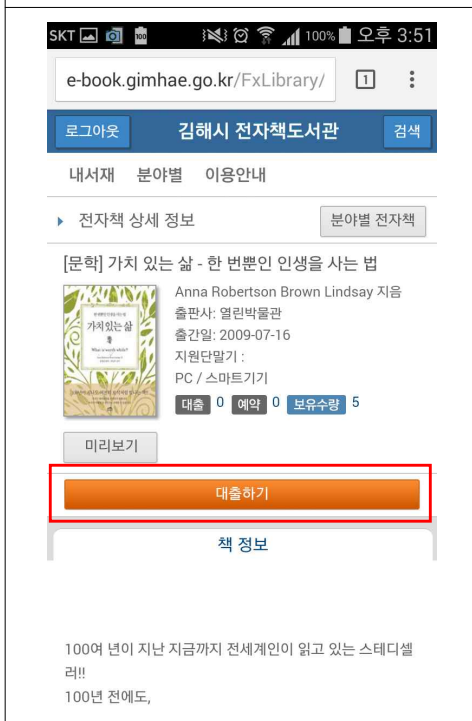 SKT 100 100% 오후 3:51
e-book.gimhae.go.kr/FxLibrary/ 1
로그아웃 김해시 전자책도서관 검색
내서재 분야별 이용안내
전자책 상세 정보 분야별 전자책
[문학] 가치 있는 삶 - 한 번뿐인 인생을 사는 법
Anna Robertson Brown Lindsay 지음
출판사: 열린박물관
출간일: 2009-07-16
지원단말기 :
PC / 스마트기기
대출 0 예약 0 보유수량 5
가치있는 삶
What is worth while?
미리보기
대출하기
책 정보
100여 년이 지난 지금까지 전세계인이 읽고 있는 스테디셀
러!!
100년 전에도,